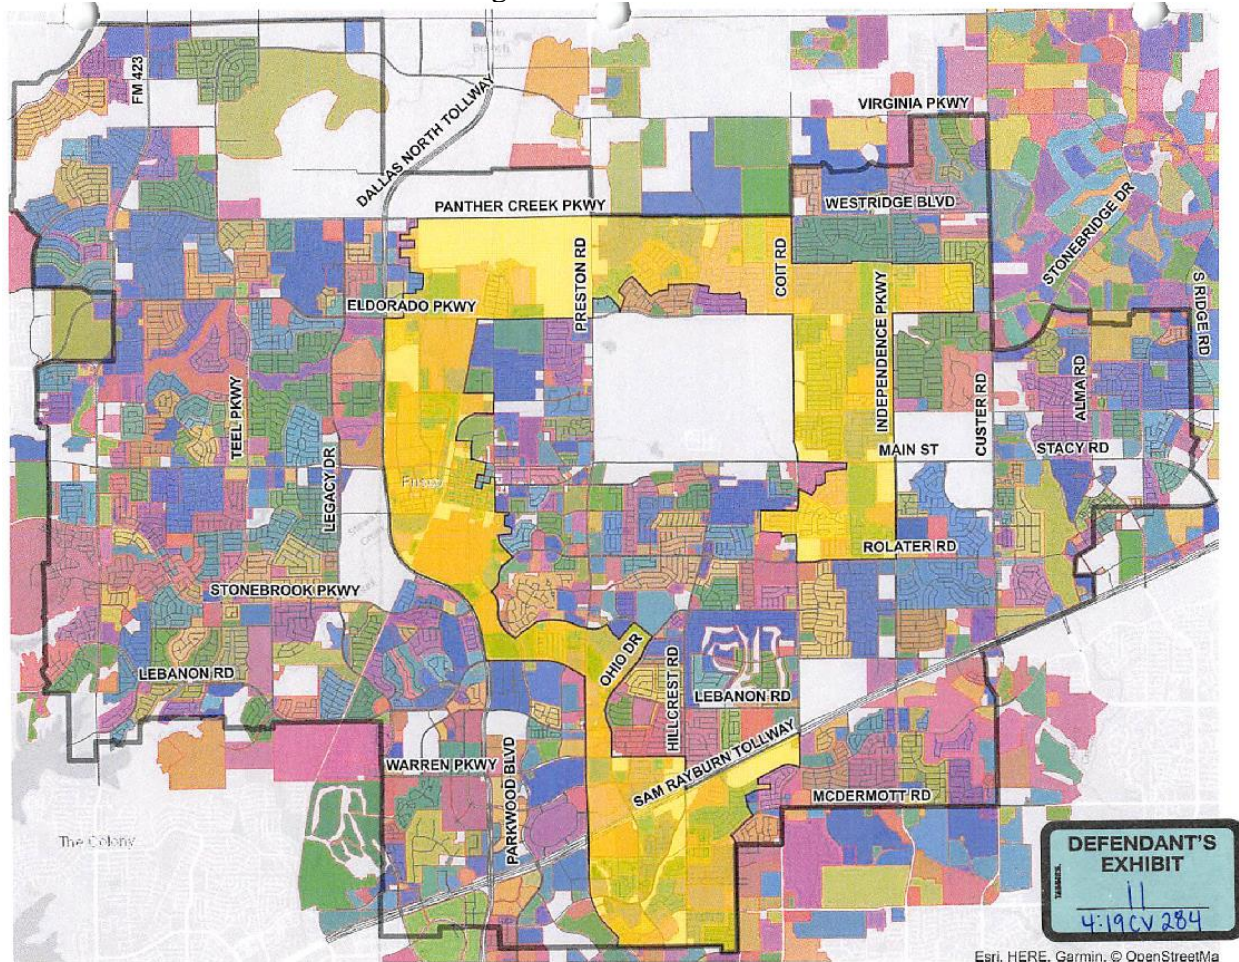 FM 423
DALLAS NORTH TOLLWAY
VIRGINIA PKWY
PANTHER CREEK PKWY
WESTRIDGE BLVD
STONEBRIDGE DR
PRESTON RD
COIT RD
S RIDGE RD
ELDORADO PKWY
INDEPENDENCE PKWY
TEEL PKWY
LEGACY DR
CUSTER RD
ALMA RD
MAIN ST
STACY RD
Frisco
ROLATER RD
STONEBROOK PKWY
OHIO DR
HILLCREST RD
LEBANON RD
LEBANON RD
WARREN PKWY
PARKWOOD BLVD
SAM RAYBURN TOLLWAY
MCDERMOTT RD
The Colony
DEFENDANT'S
EXHIBIT
11
4:19CV284
Esri, HERE, Garmin, © OpenStreetMa